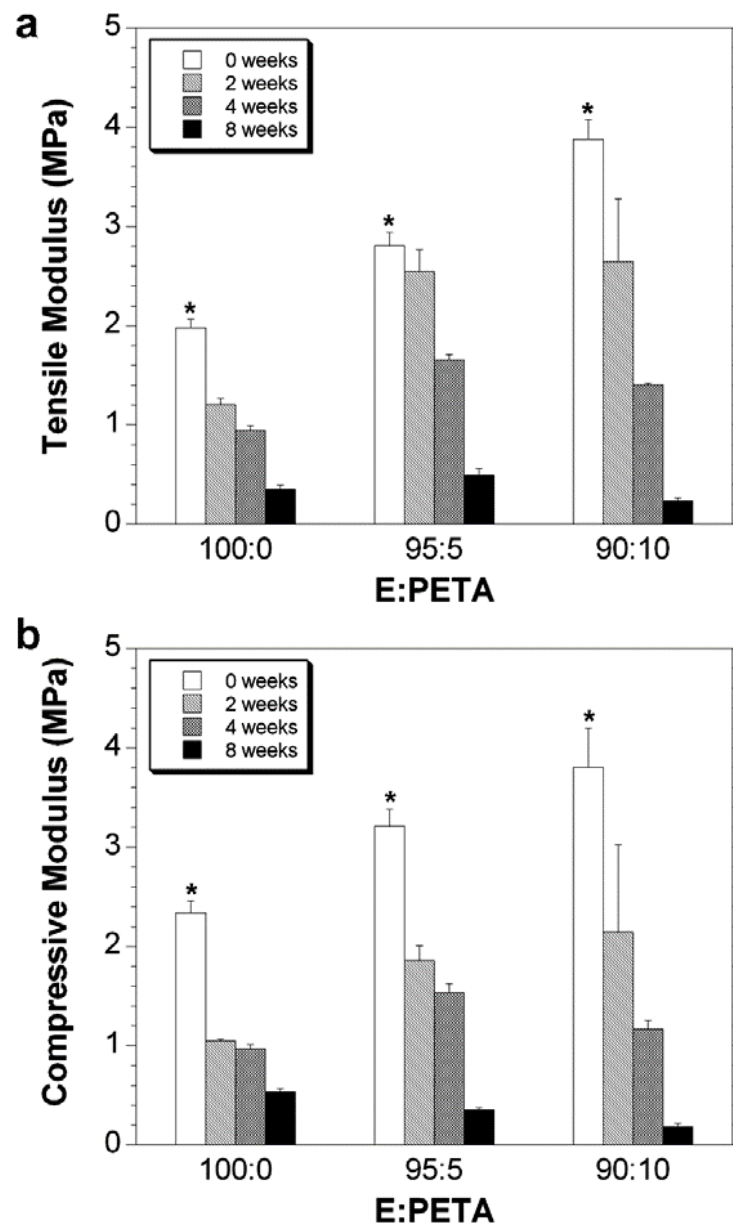 a
5
4
3
2
1
0
Tensile Modulus (MPa)
0 weeks
2 weeks
4 weeks
8 weeks
*
*
*
100:0 95:5 90:10
E:PETA
b
5
4
3
2
1
0
Compressive Modulus (MPa)
0 weeks
2 weeks
4 weeks
8 weeks
*
*
*
100:0 95:5 90:10
E:PETA